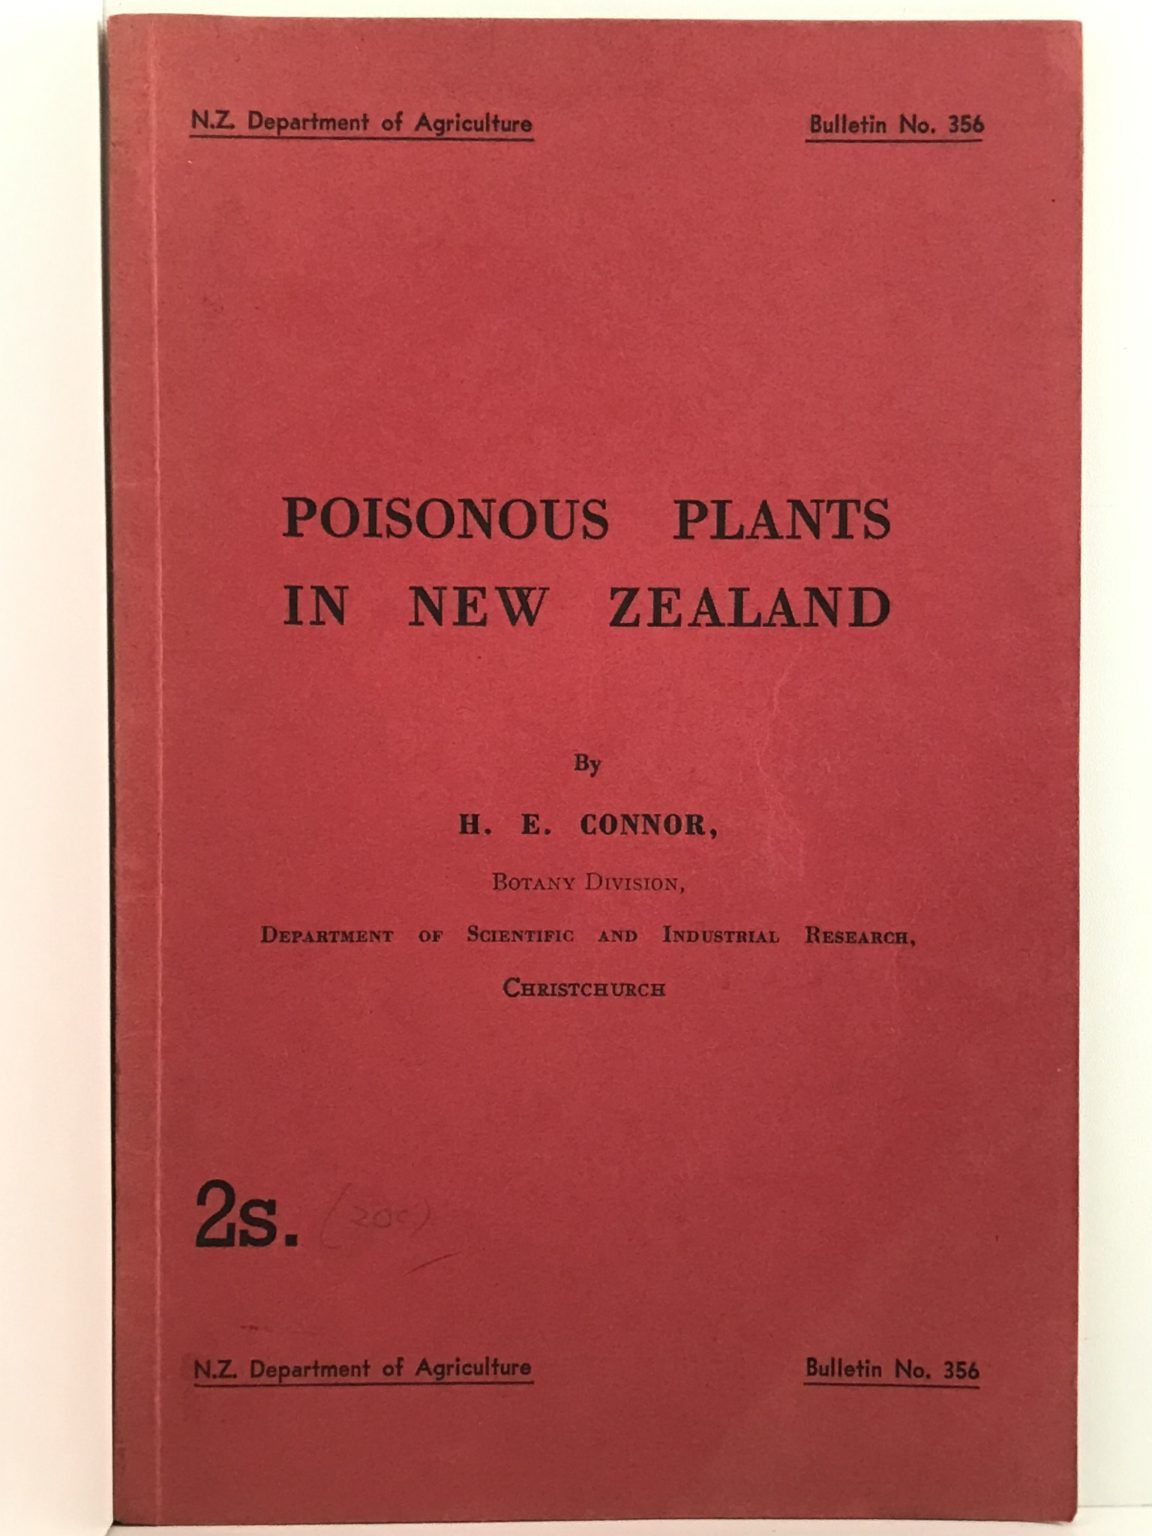 N.Z. Department of Agriculture Bulletin No. 356
POISONOUS PLANTS
IN NEW ZEALAND
By
H. E. CONNOR,
BOTANY DIVISION,
DEPARTMENT OF SCIENTIFIC AND INDUSTRIAL RESEARCH,
CHRISTCHURCH
2s. (20c)
N.Z. Department of Agriculture Bulletin No. 356